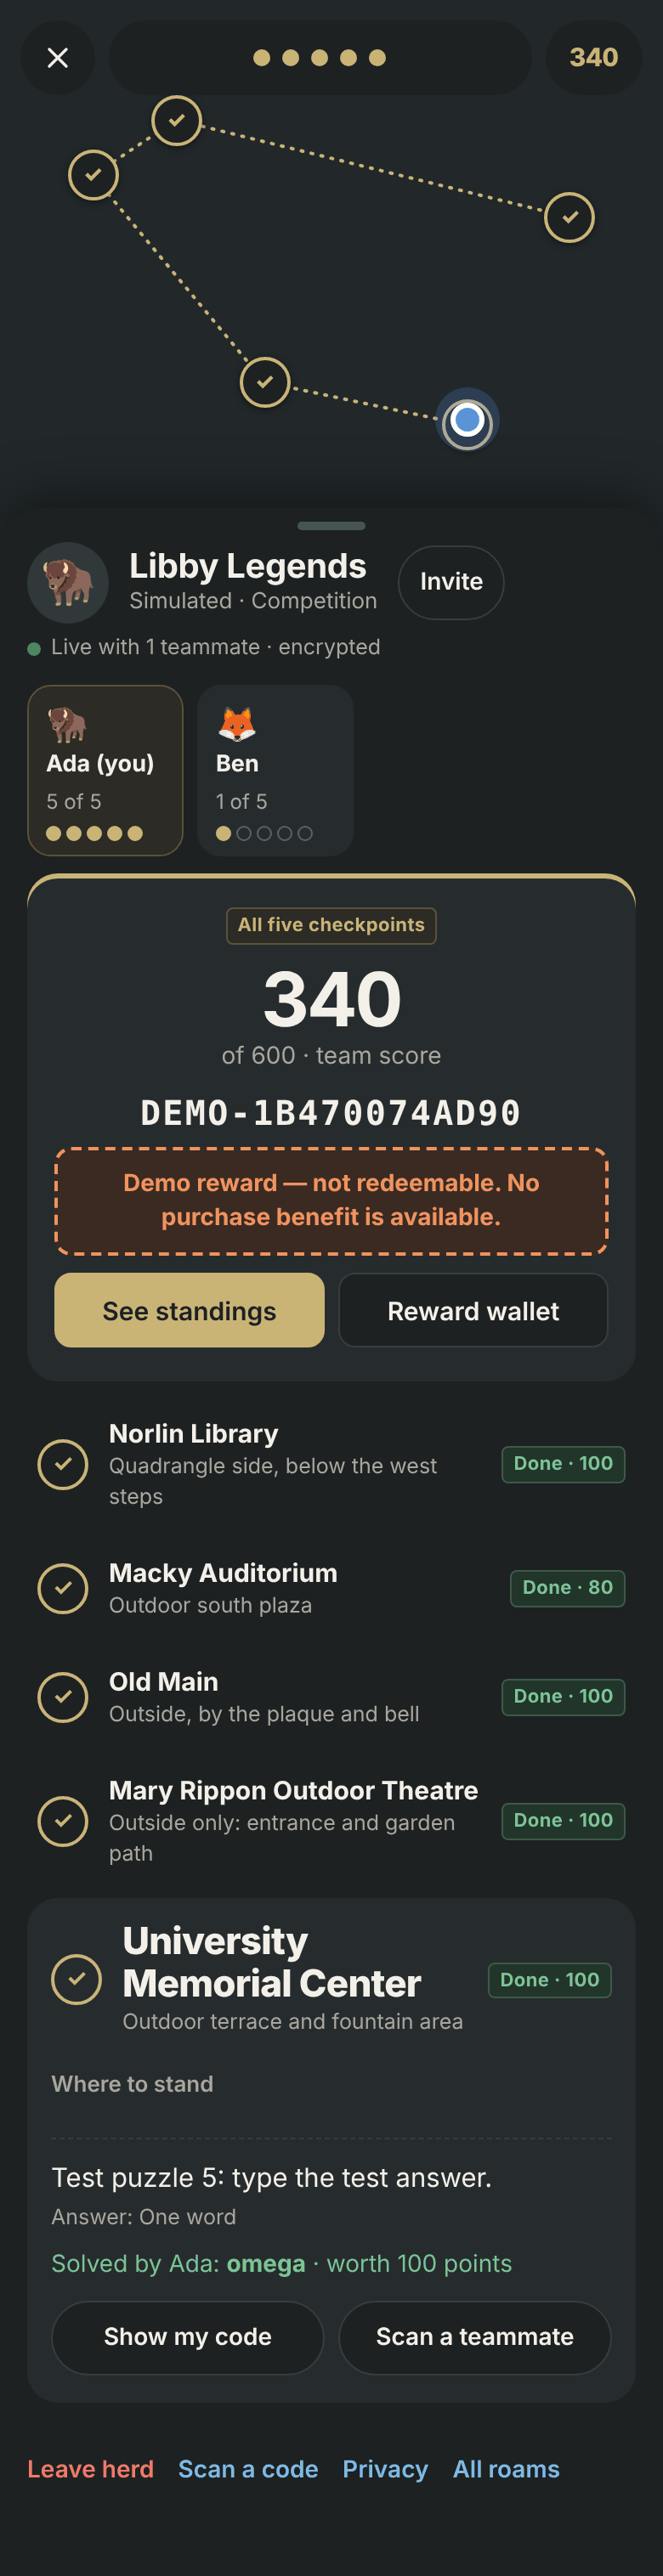 340
Libby Legends
Simulated · Competition
Invite
Live with 1 teammate · encrypted
Ada (you)
5 of 5
Ben
1 of 5
All five checkpoints
340
of 600 · team score
DEMO-1B470074AD90
Demo reward — not redeemable. No
purchase benefit is available.
See standings
Reward wallet
Norlin Library
Quadrangle side, below the west
steps
Done · 100
Macky Auditorium
Outdoor south plaza
Done · 80
Old Main
Outside, by the plaque and bell
Done · 100
Mary Rippon Outdoor Theatre
Outside only: entrance and garden
path
Done · 100
University
Memorial Center
Outdoor terrace and fountain area
Done · 100
Where to stand
Test puzzle 5: type the test answer.
Answer: One word
Solved by Ada: omega · worth 100 points
Show my code
Scan a teammate
Leave herd
Scan a code
Privacy
All roams